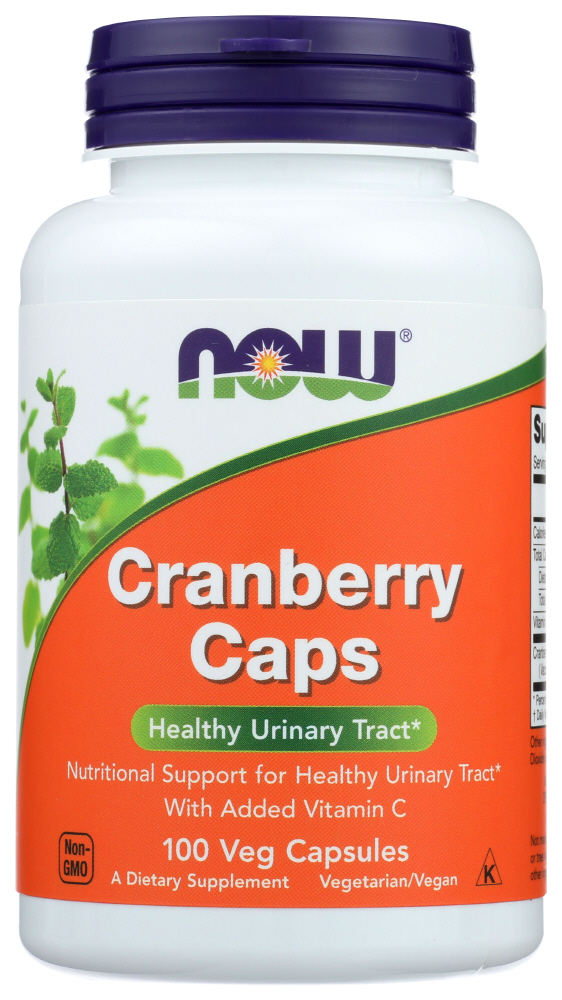 NOW®
Cranberry
Caps
Healthy Urinary Tract*
Nutritional Support for Healthy Urinary Tract*
With Added Vitamin C
100 Veg Capsules
Non-
GMO
A Dietary Supplement Vegetarian/Vegan
K